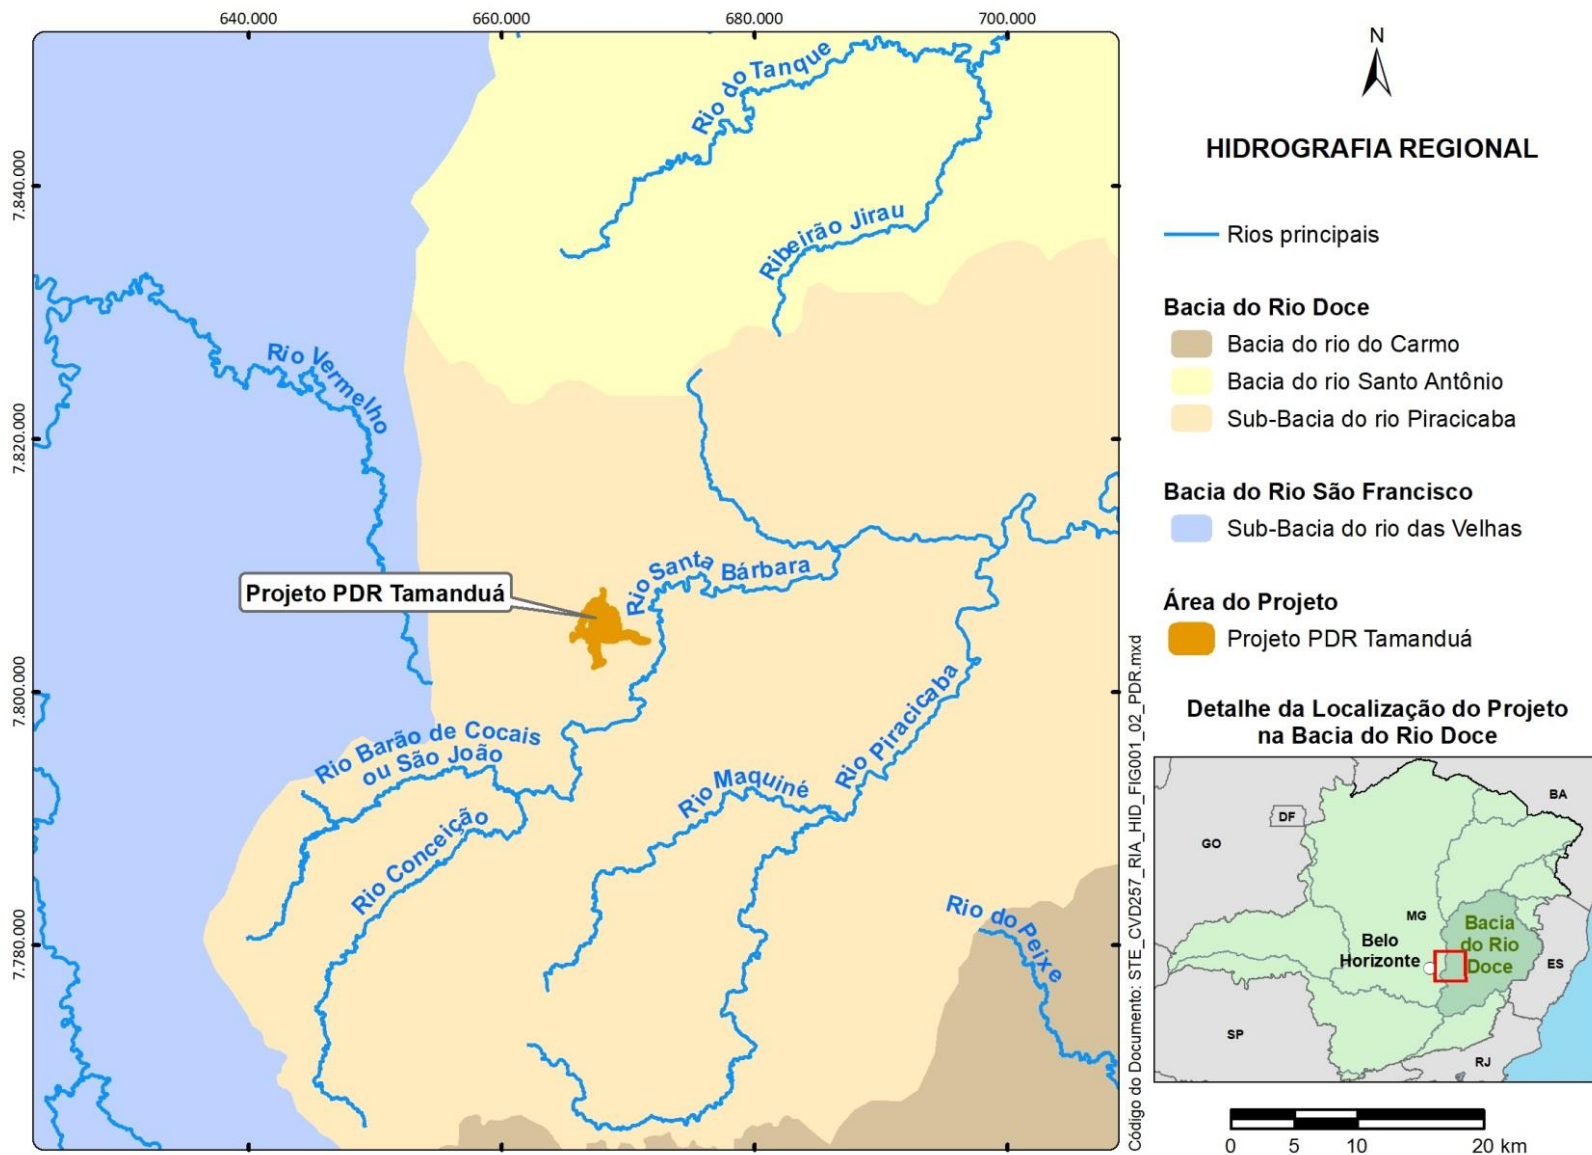 640.000
660.000
680.000
700.000
7.840.000
7.820.000
7.800.000
7.780.000
Rio do Tanque
Ribeirão Jirau
Rio Vermelho
Rio Santa Bárbara
Projeto PDR Tamanduá
Rio Piracicaba
Rio Barão de Cocais
ou São João
Rio Maquiné
Rio Conceição
Rio do Peixe
Código do Documento: STE_CVD257_RIA_HID_FIG001_02_PDR.mxd
N
HIDROGRAFIA REGIONAL
Rios principais
Bacia do Rio Doce
Bacia do rio do Carmo
Bacia do rio Santo Antônio
Sub-Bacia do rio Piracicaba
Bacia do Rio São Francisco
Sub-Bacia do rio das Velhas
Área do Projeto
Projeto PDR Tamanduá
Detalhe da Localização do Projeto
na Bacia do Rio Doce
BA
DF
GO
MG
Bacia
do Rio
Doce
Belo
Horizonte
ES
SP
RJ
0 5 10 20 km